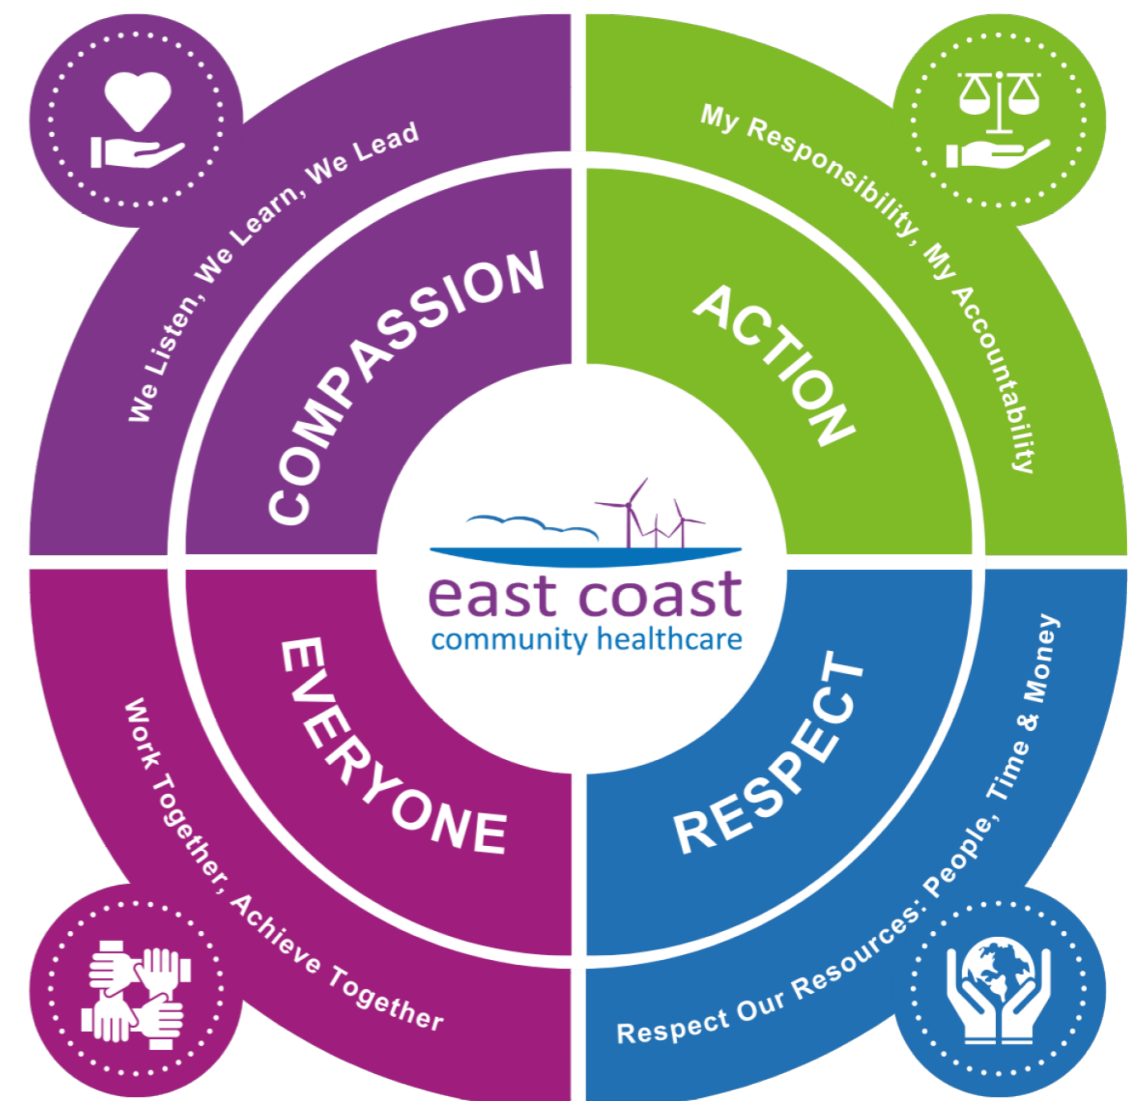 We Listen, We Learn, We Lead
COMPASSION
My Responsibility, My Accountability
ACTION
east coast
community healthcare
EVERYONE
Work Together, Achieve Together
RESPECT
Respect Our Resources: People, Time & Money